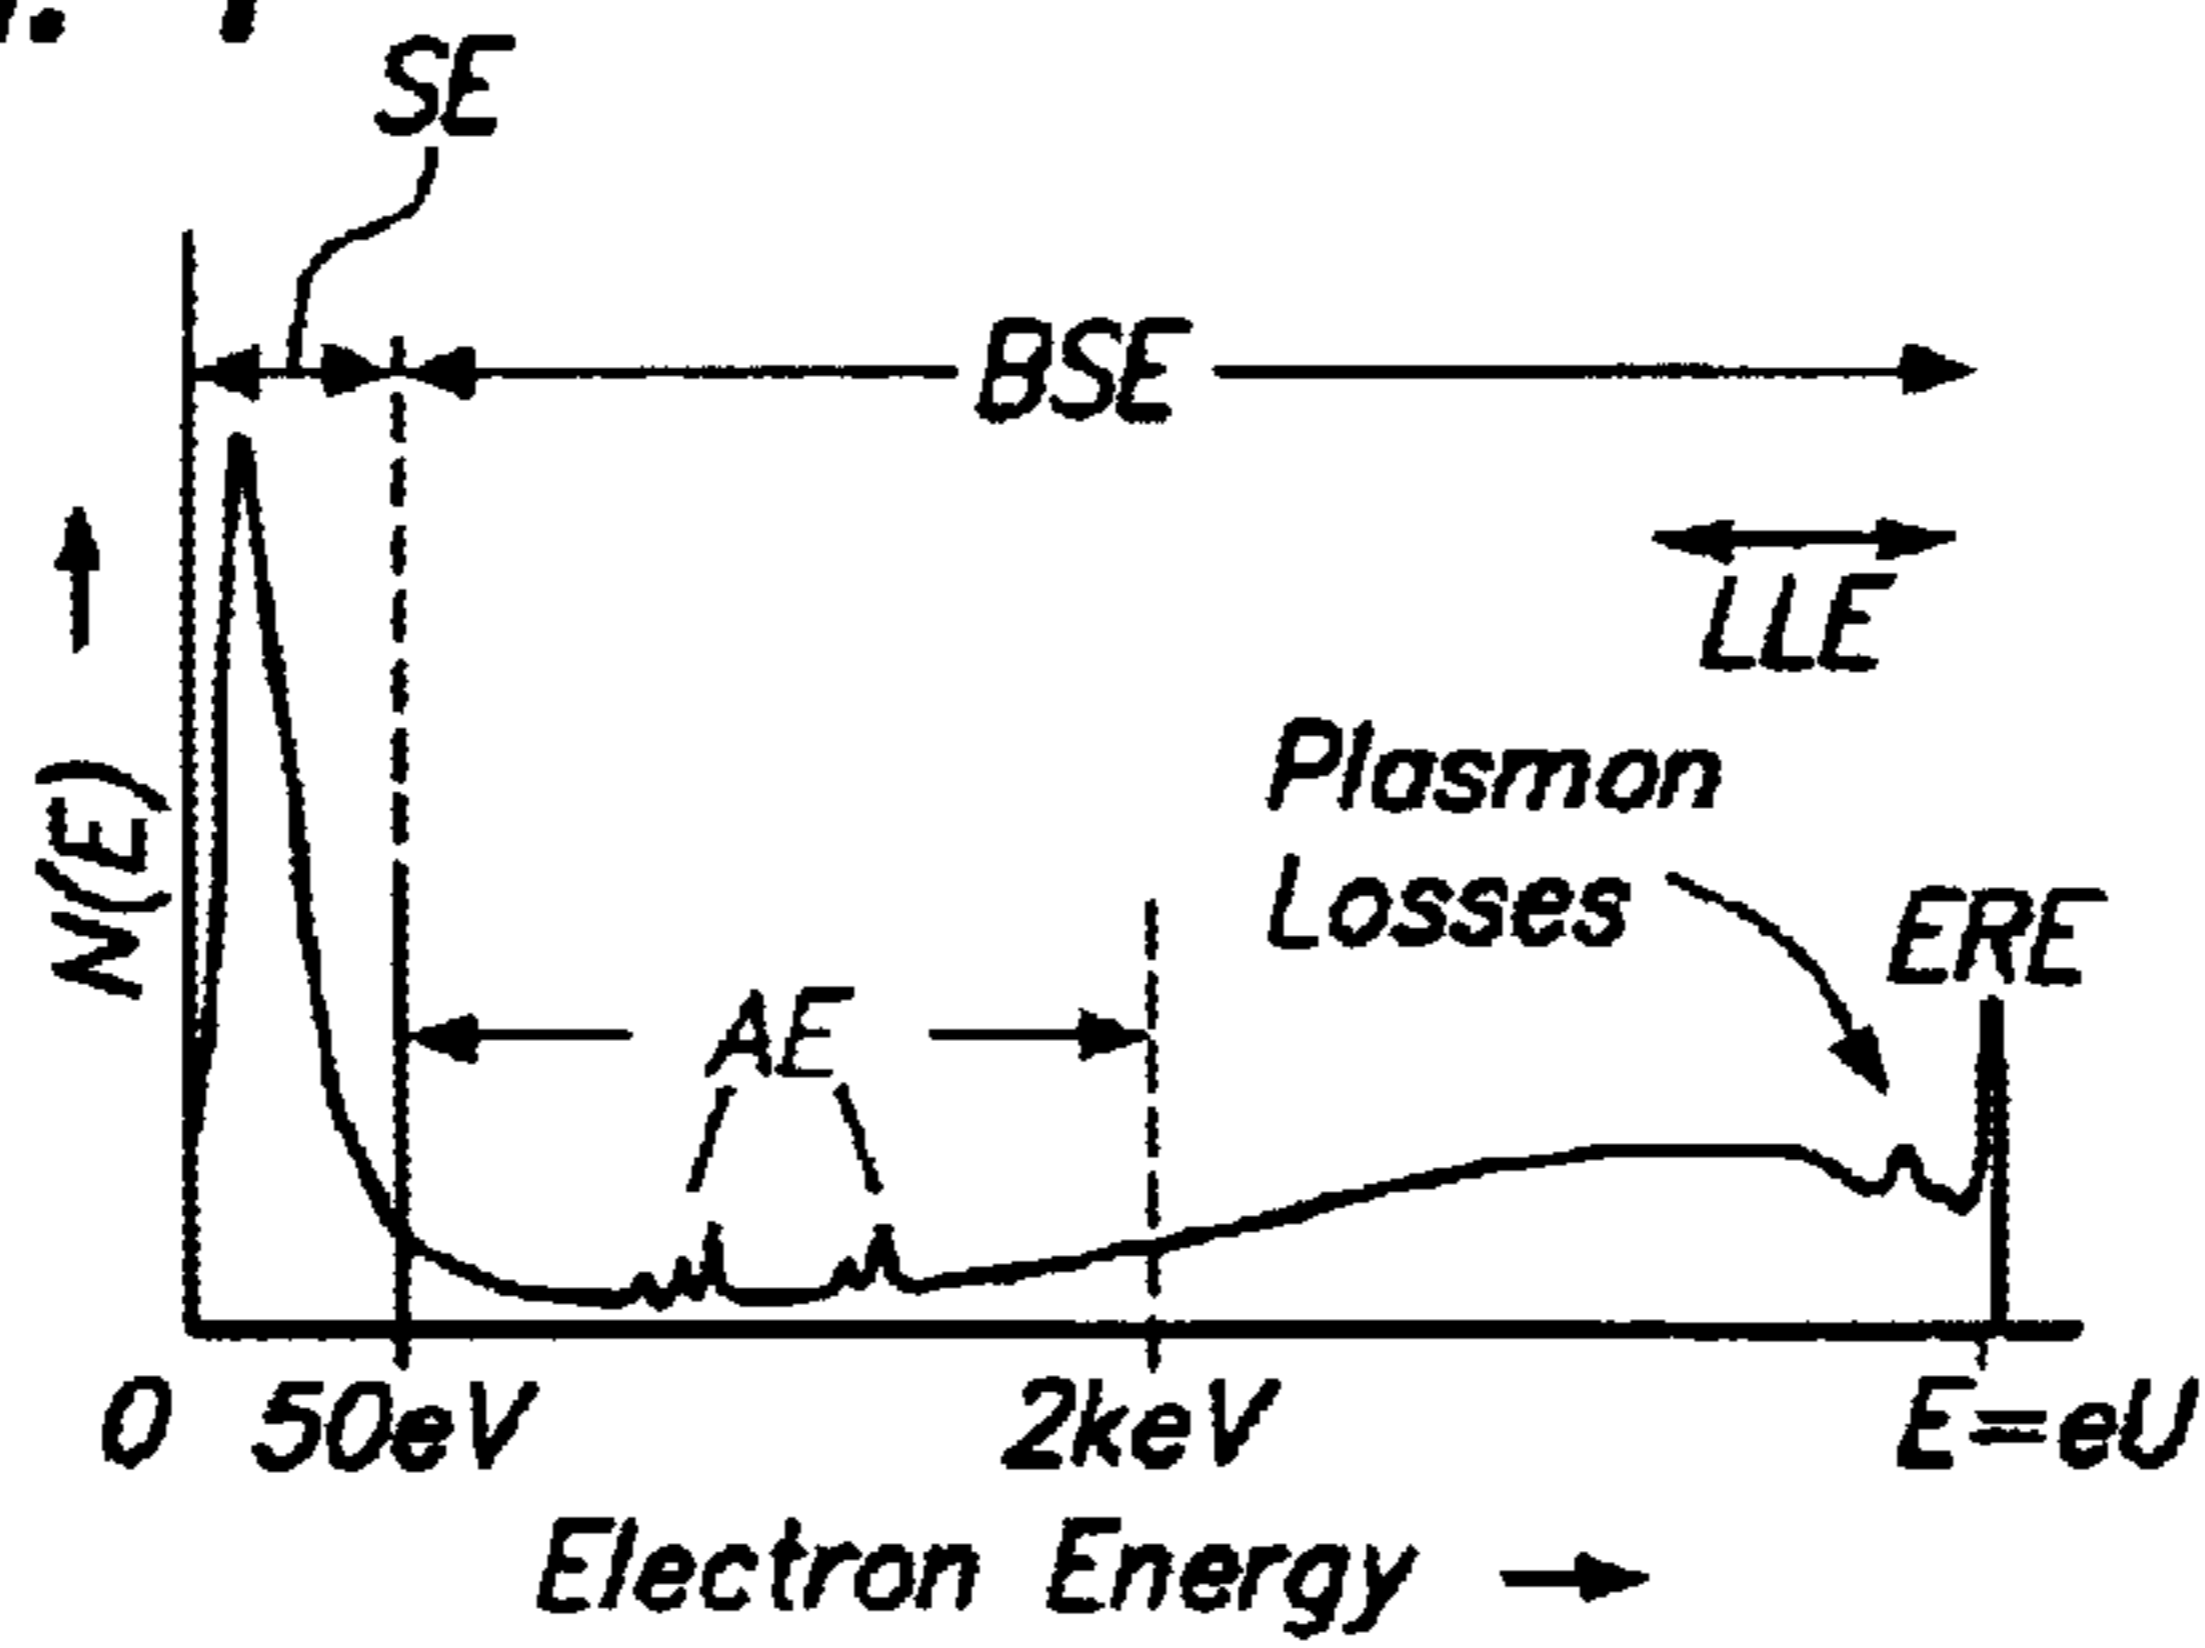 SE
BSE
LLE
Plasmon
Losses
ERE
AE
N(E)
0 50eV 2keV E=eU
Electron Energy